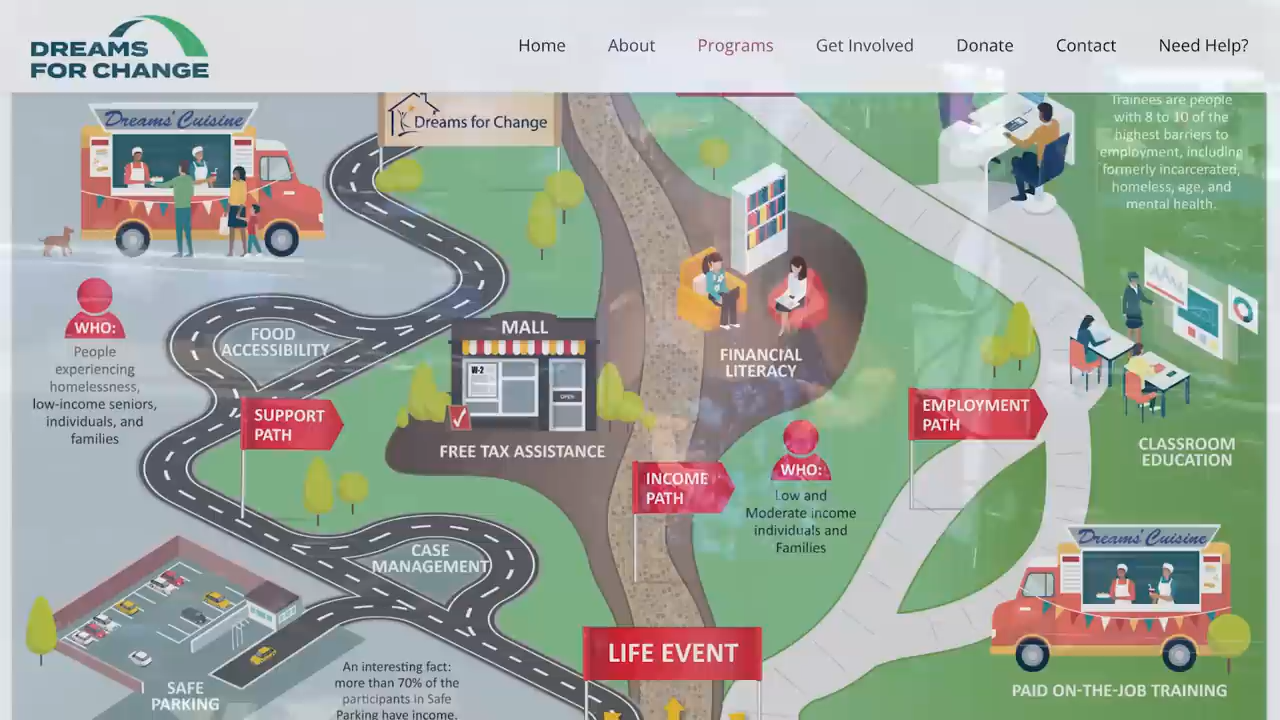 DREAMS
FOR CHANGE
Home
About
Programs
Get Involved
Donate
Contact
Need Help?
Dreams' Cuisine
Dreams for Change
Trainees are people
with 8 to 10 of the
highest barriers to
employment, including
formerly incarcerated,
homeless, age, and
mental health.
WHO:
People
experiencing
homelessness,
low-income seniors,
individuals, and
families
FOOD
ACCESSIBILITY
MALL
W-2
OPEN
FREE TAX ASSISTANCE
FINANCIAL
LITERACY
SUPPORT
PATH
EMPLOYMENT
PATH
CLASSROOM
EDUCATION
INCOME
PATH
WHO:
Low and
Moderate income
individuals and
Families
CASE
MANAGEMENT
Dreams' Cuisine
LIFE EVENT
SAFE
PARKING
An interesting fact:
more than 70% of the
participants in Safe
Parking have income.
PAID ON-THE-JOB TRAINING